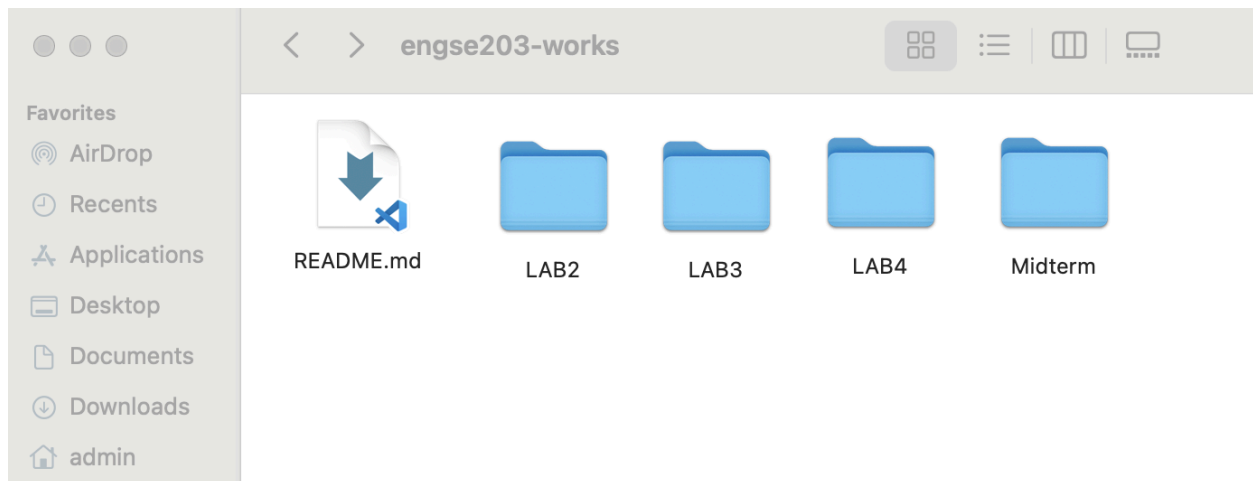 engse203-works
Favorites
AirDrop
Recents
Applications
Desktop
Documents
Downloads
admin
README.md
LAB2
LAB3
LAB4
Midterm